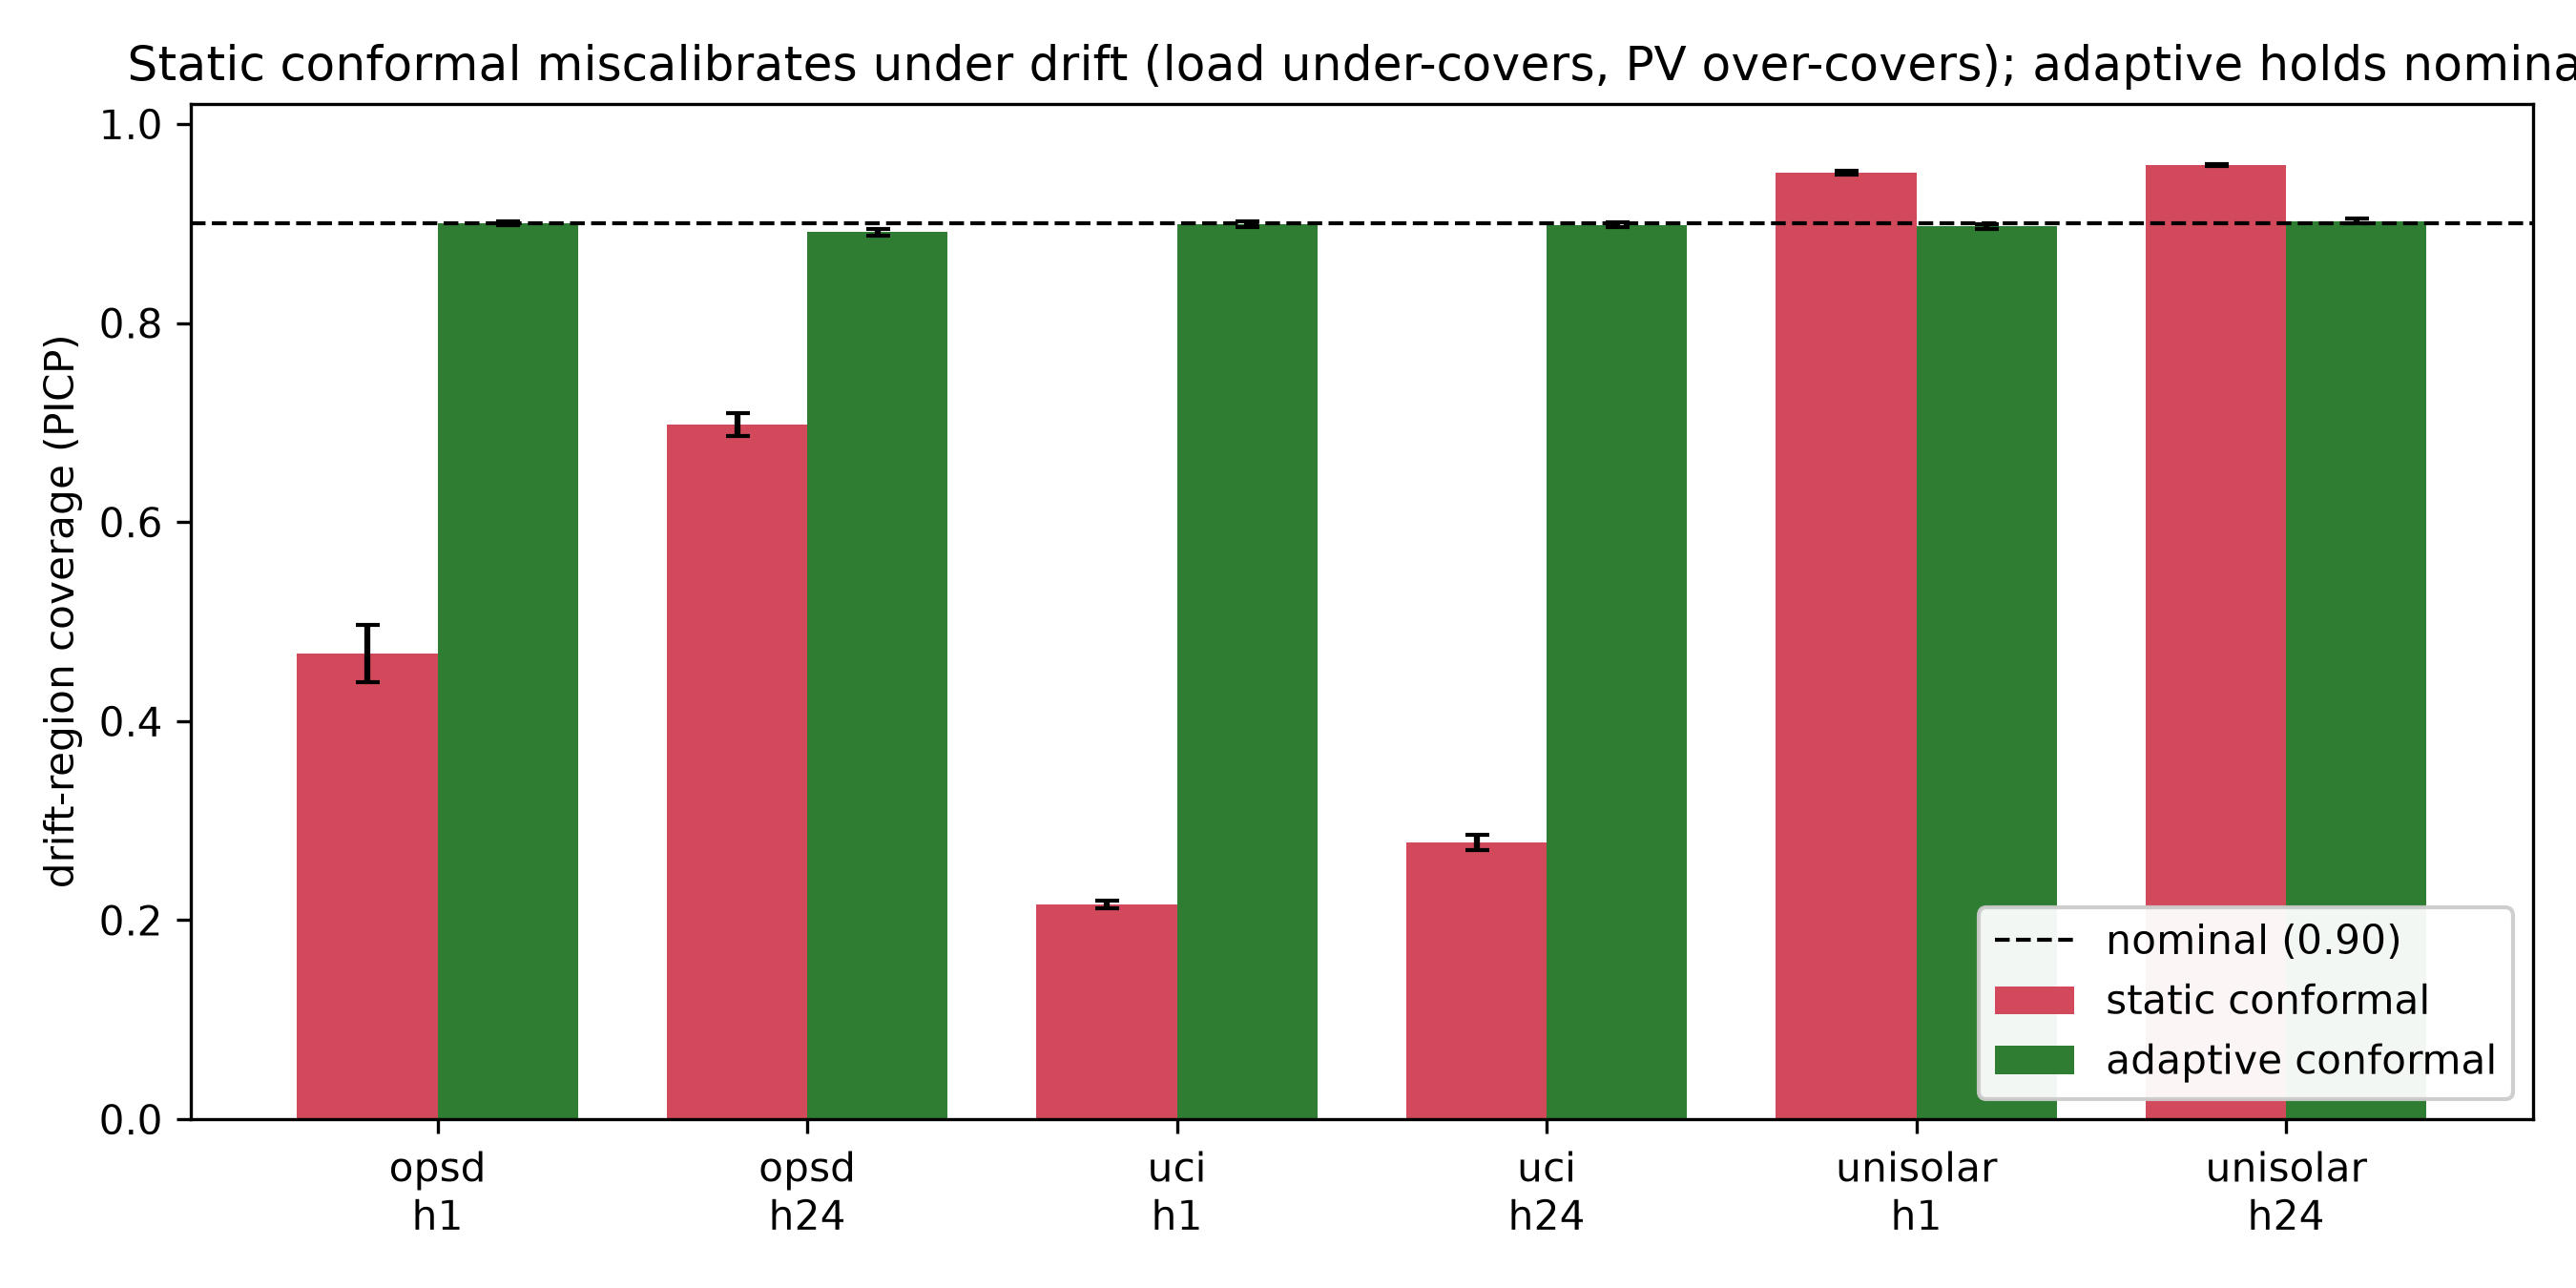 Static conformal miscalibrates under drift (load under-covers, PV over-covers); adaptive holds nomina
1.0
0.8
0.6
0.4
0.2
0.0
drift-region coverage (PICP)
nominal (0.90)
static conformal
adaptive conformal
opsd
h1
opsd
h24
uci
h1
uci
h24
unisolar
h1
unisolar
h24